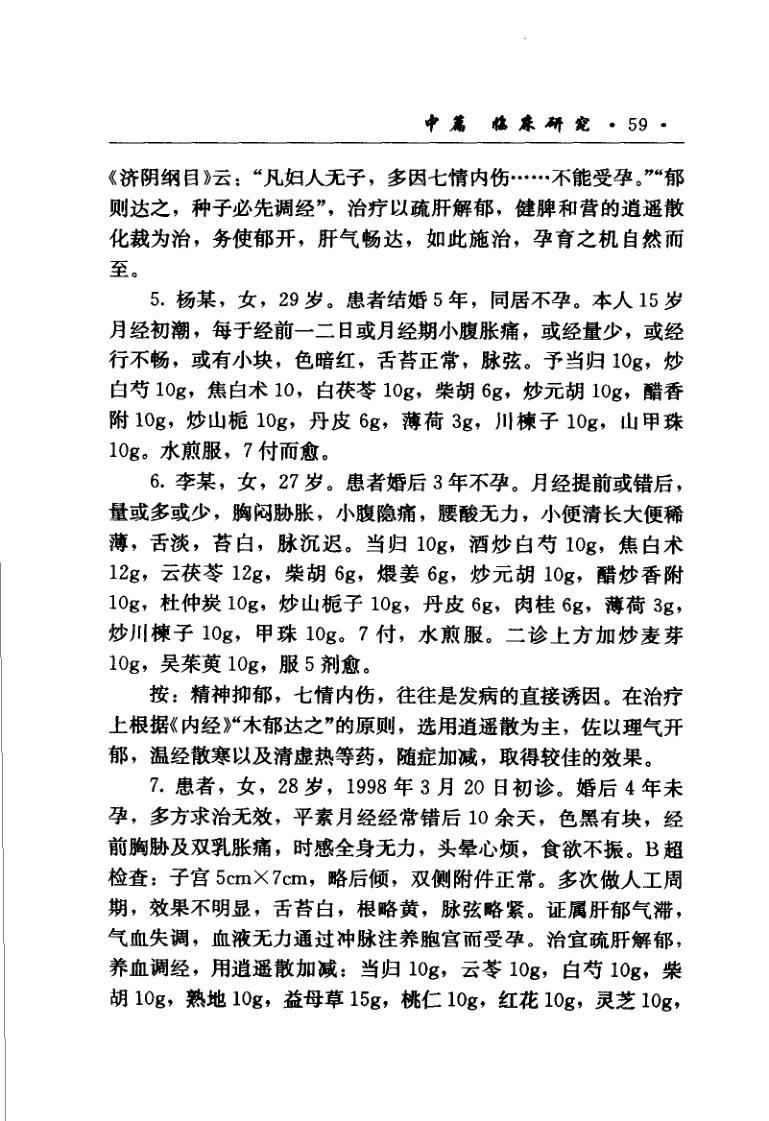 中篇 临床研究 · 59 ·
《济阴纲目》云：“凡妇人无子，多因七情内伤……不能受孕。”“郁
则达之，种子必先调经”，治疗以疏肝解郁，健脾和营的逍遥散
化裁为治，务使郁开，肝气畅达，如此施治，孕育之机自然而
至。
5. 杨某，女，29 岁。患者结婚 5 年，同居不孕。本人 15 岁
月经初潮，每于经前一二日或月经期小腹胀痛，或经量少，或经
行不畅，或有小块，色暗红，舌苔正常，脉弦。予当归 10g，炒
白芍 10g，焦白术 10，白茯苓 10g，柴胡 6g，炒元胡 10g，醋香
附 10g，炒山栀 10g，丹皮 6g，薄荷 3g，川楝子 10g，山甲珠
10g。水煎服，7 付而愈。
6. 李某，女，27 岁。患者婚后 3 年不孕。月经提前或错后，
量或多或少，胸闷胁胀，小腹隐痛，腰酸无力，小便清长大便稀
薄，舌淡，苔白，脉沉迟。当归 10g，酒炒白芍 10g，焦白术
12g，云茯苓 12g，柴胡 6g，煨姜 6g，炒元胡 10g，醋炒香附
10g，杜仲炭 10g，炒山栀子 10g，丹皮 6g，肉桂 6g，薄荷 3g，
炒川楝子 10g，甲珠 10g。7 付，水煎服。二诊上方加炒麦芽
10g，吴茱萸 10g，服 5 剂愈。
按：精神抑郁，七情内伤，往往是发病的直接诱因。在治疗
上根据《内经》“木郁达之”的原则，选用逍遥散为主，佐以理气开
郁，温经散寒以及清虚热等药，随症加减，取得较佳的效果。
7. 患者，女，28 岁，1998 年 3 月 20 日初诊。婚后 4 年未
孕，多方求治无效，平素月经经常错后 10 余天，色黑有块，经
前胸胁及双乳胀痛，时感全身无力，头晕心烦，食欲不振。B 超
检查：子宫 5cm×7cm，略后倾，双侧附件正常。多次做人工周
期，效果不明显，舌苔白，根略黄，脉弦略紧。证属肝郁气滞，
气血失调，血液无力通过冲脉注养胞宫而受孕。治宜疏肝解郁，
养血调经，用逍遥散加减：当归 10g，云苓 10g，白芍 10g，柴
胡 10g，熟地 10g，益母草 15g，桃仁 10g，红花 10g，灵芝 10g，